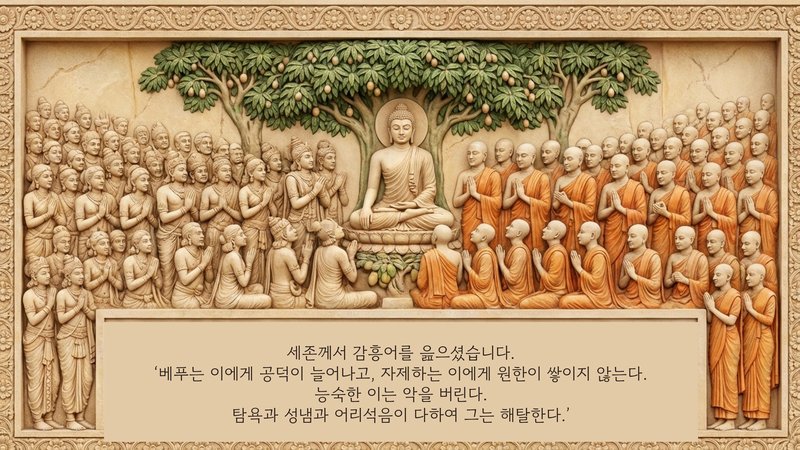 세존께서 감흥어를 읊으셨습니다.
‘베푸는 이에게 공덕이 늘어나고, 자제하는 이에게 원한이 쌓이지 않는다.
능숙한 이는 악을 버린다.
탐욕과 성냄과 어리석음이 다하여 그는 해탈한다.’